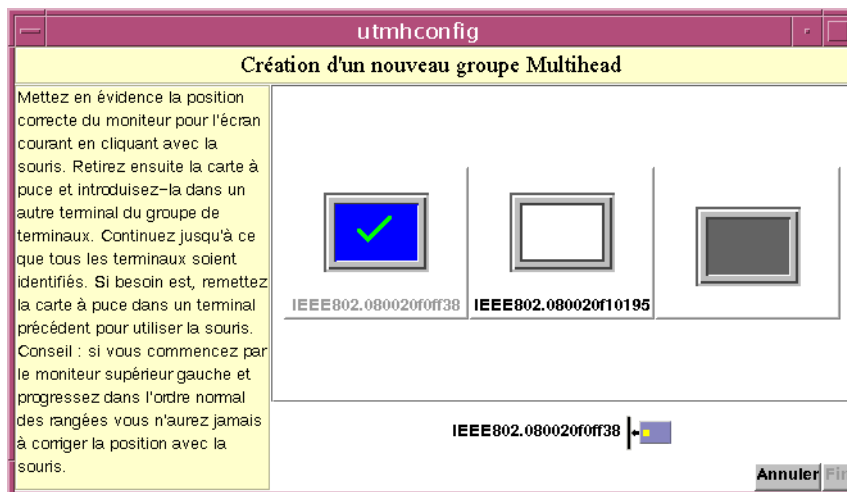 utmhconfig
Création d'un nouveau groupe Multihead
Mettez en évidence la position
correcte du moniteur pour l'écran
courant en cliquant avec la
souris. Retirez ensuite la carte à
puce et introduisez-la dans un
autre terminal du groupe de
terminaux. Continuez jusqu'à ce
que tous les terminaux soient
identifiés. Si besoin est, remettez
la carte à puce dans un terminal
précédent pour utiliser la souris.
Conseil : si vous commencez par
le moniteur supérieur gauche et
progressez dans l'ordre normal
des rangées vous n'aurez jamais
à corriger la position avec la
souris.
IEEE802.080020f0ff38
IEEE802.080020f10195
IEEE802.080020f0ff38
Annuler